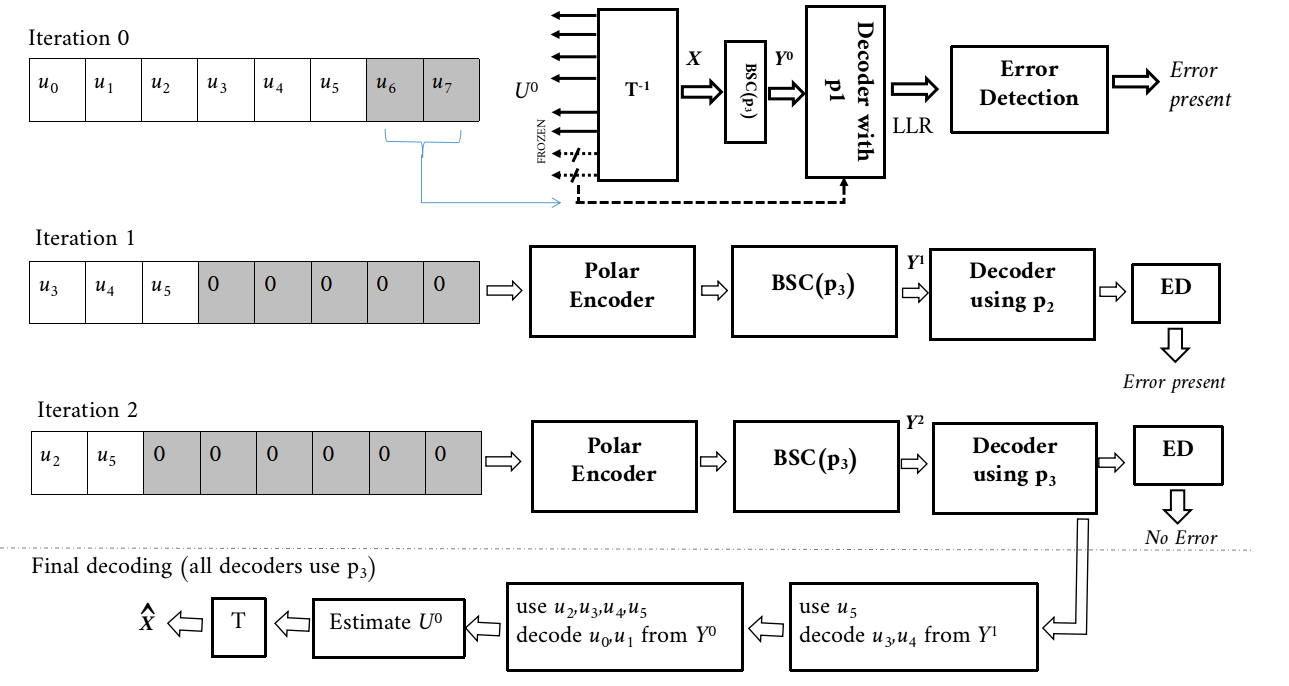 Iteration 0
u₀ u₁ u₂ u₃ u₄ u₅ u₆ u₇
U⁰
FROZEN
T⁻¹
X
BSC(p₃)
Y⁰
Decoder with
p1
LLR
Error
Detection
Error
present
Iteration 1
u₃ u₄ u₅ 0 0 0 0 0
Polar
Encoder
BSC(p₃)
Y¹
Decoder
using p₂
ED
Error present
Iteration 2
u₂ u₅ 0 0 0 0 0 0
Polar
Encoder
BSC(p₃)
Y²
Decoder
using p₃
ED
No Error
Final decoding (all decoders use p₃)
X̂
T
Estimate U⁰
use u₂,u₃,u₄,u₅
decode u₀,u₁ from Y⁰
use u₅
decode u₃,u₄ from Y¹